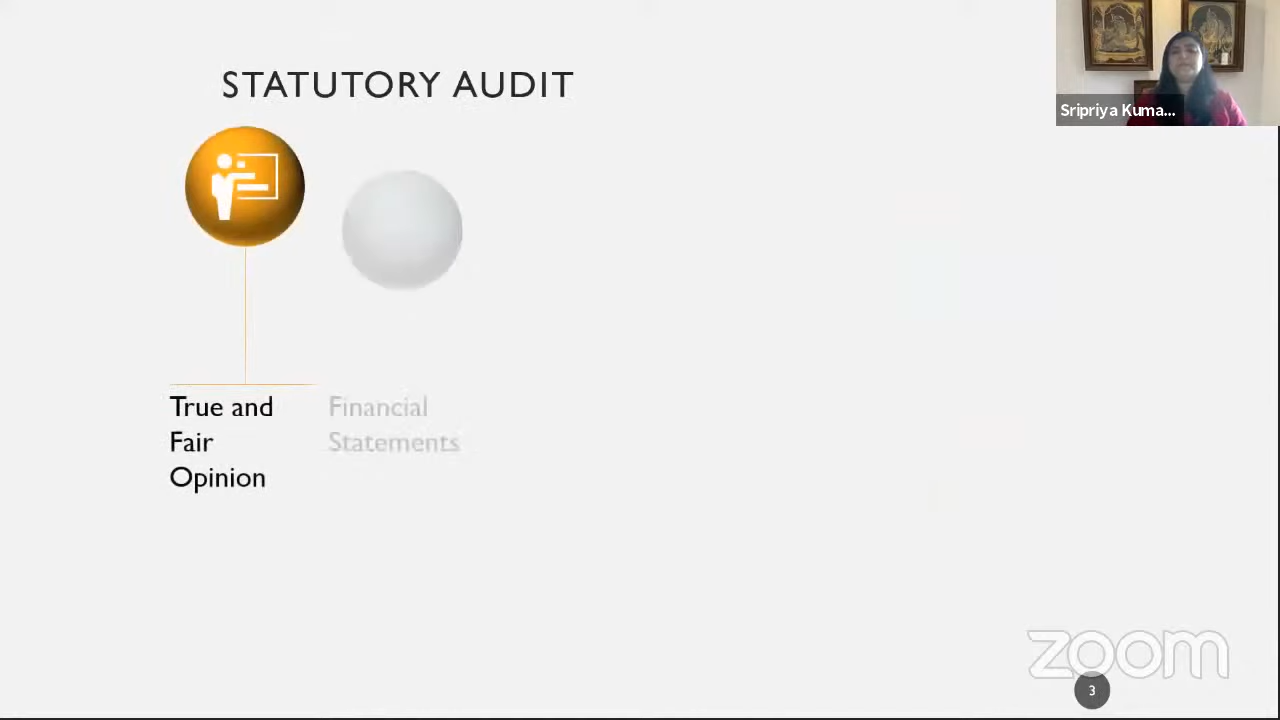 STATUTORY AUDIT
Sripriya Kuma...
True and
Fair
Opinion
Financial
Statements
zoom
3